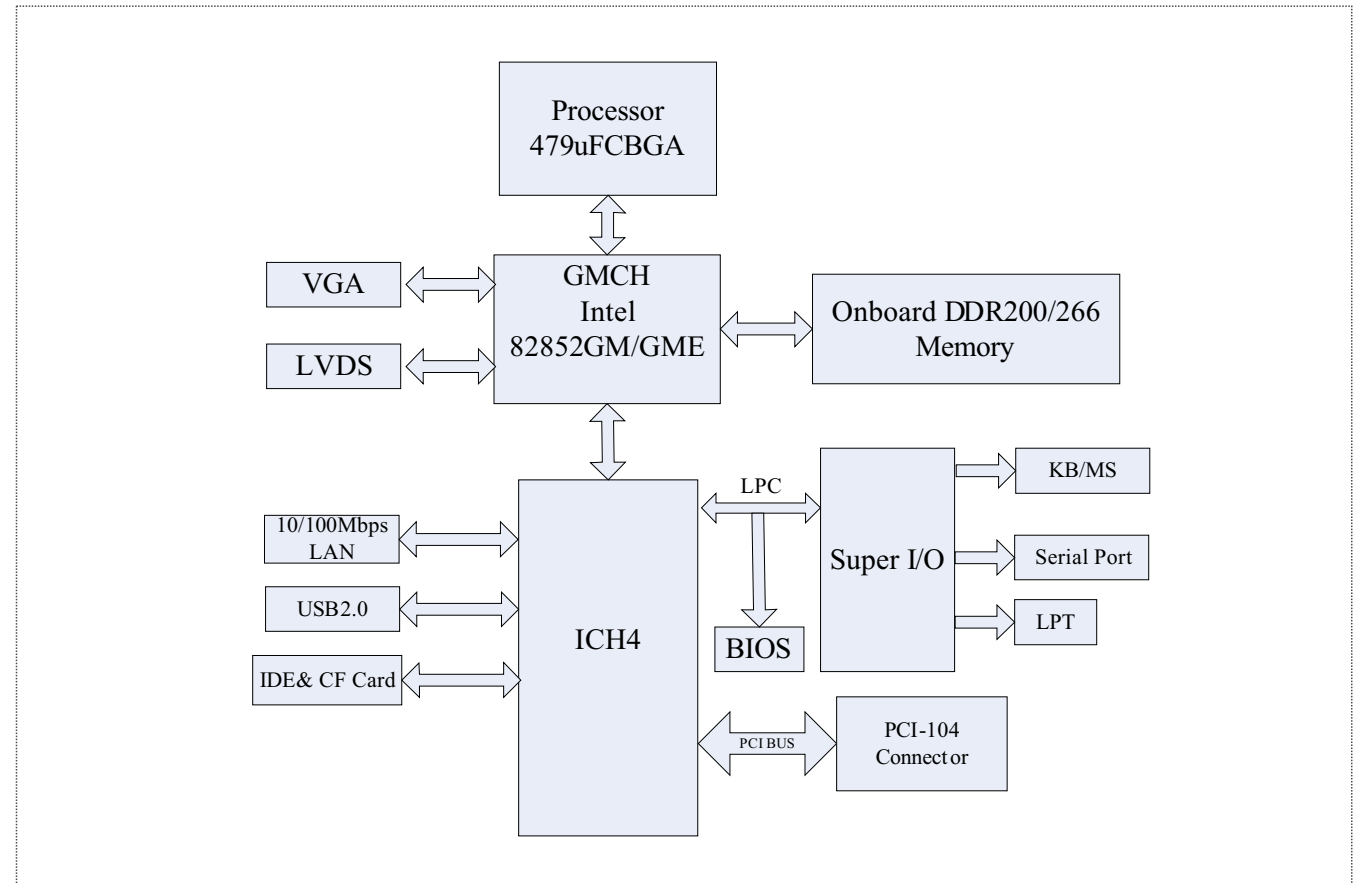 Processor
479uFCBGA
VGA
GMCH
Intel
82852GM/GME
Onboard DDR200/266
Memory
LVDS
LPC
KB/MS
10/100Mbps
LAN
Super I/O
Serial Port
USB2.0
ICH4
LPT
BIOS
IDE& CF Card
PCI BUS
PCI-104
Connector